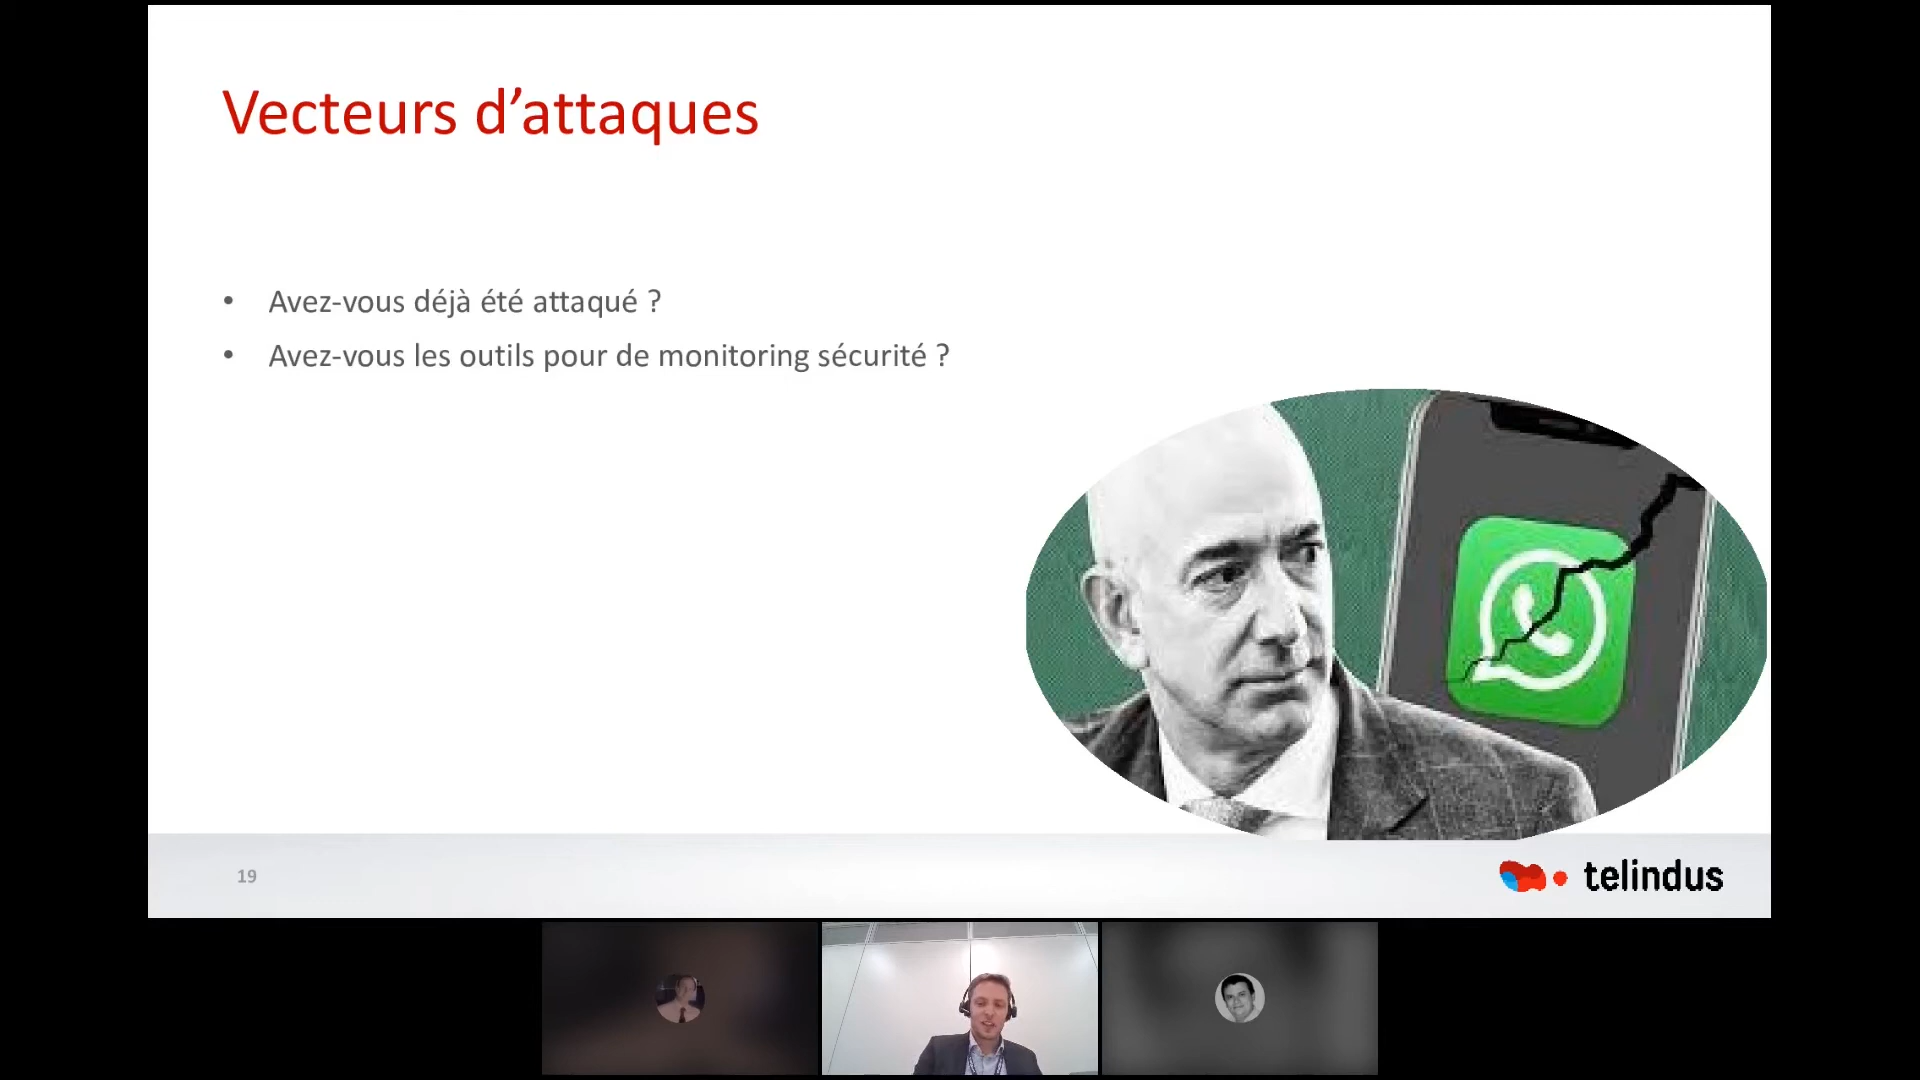 Vecteurs d’attaques
• Avez-vous déjà été attaqué ?
• Avez-vous les outils pour de monitoring sécurité ?
19
telindus